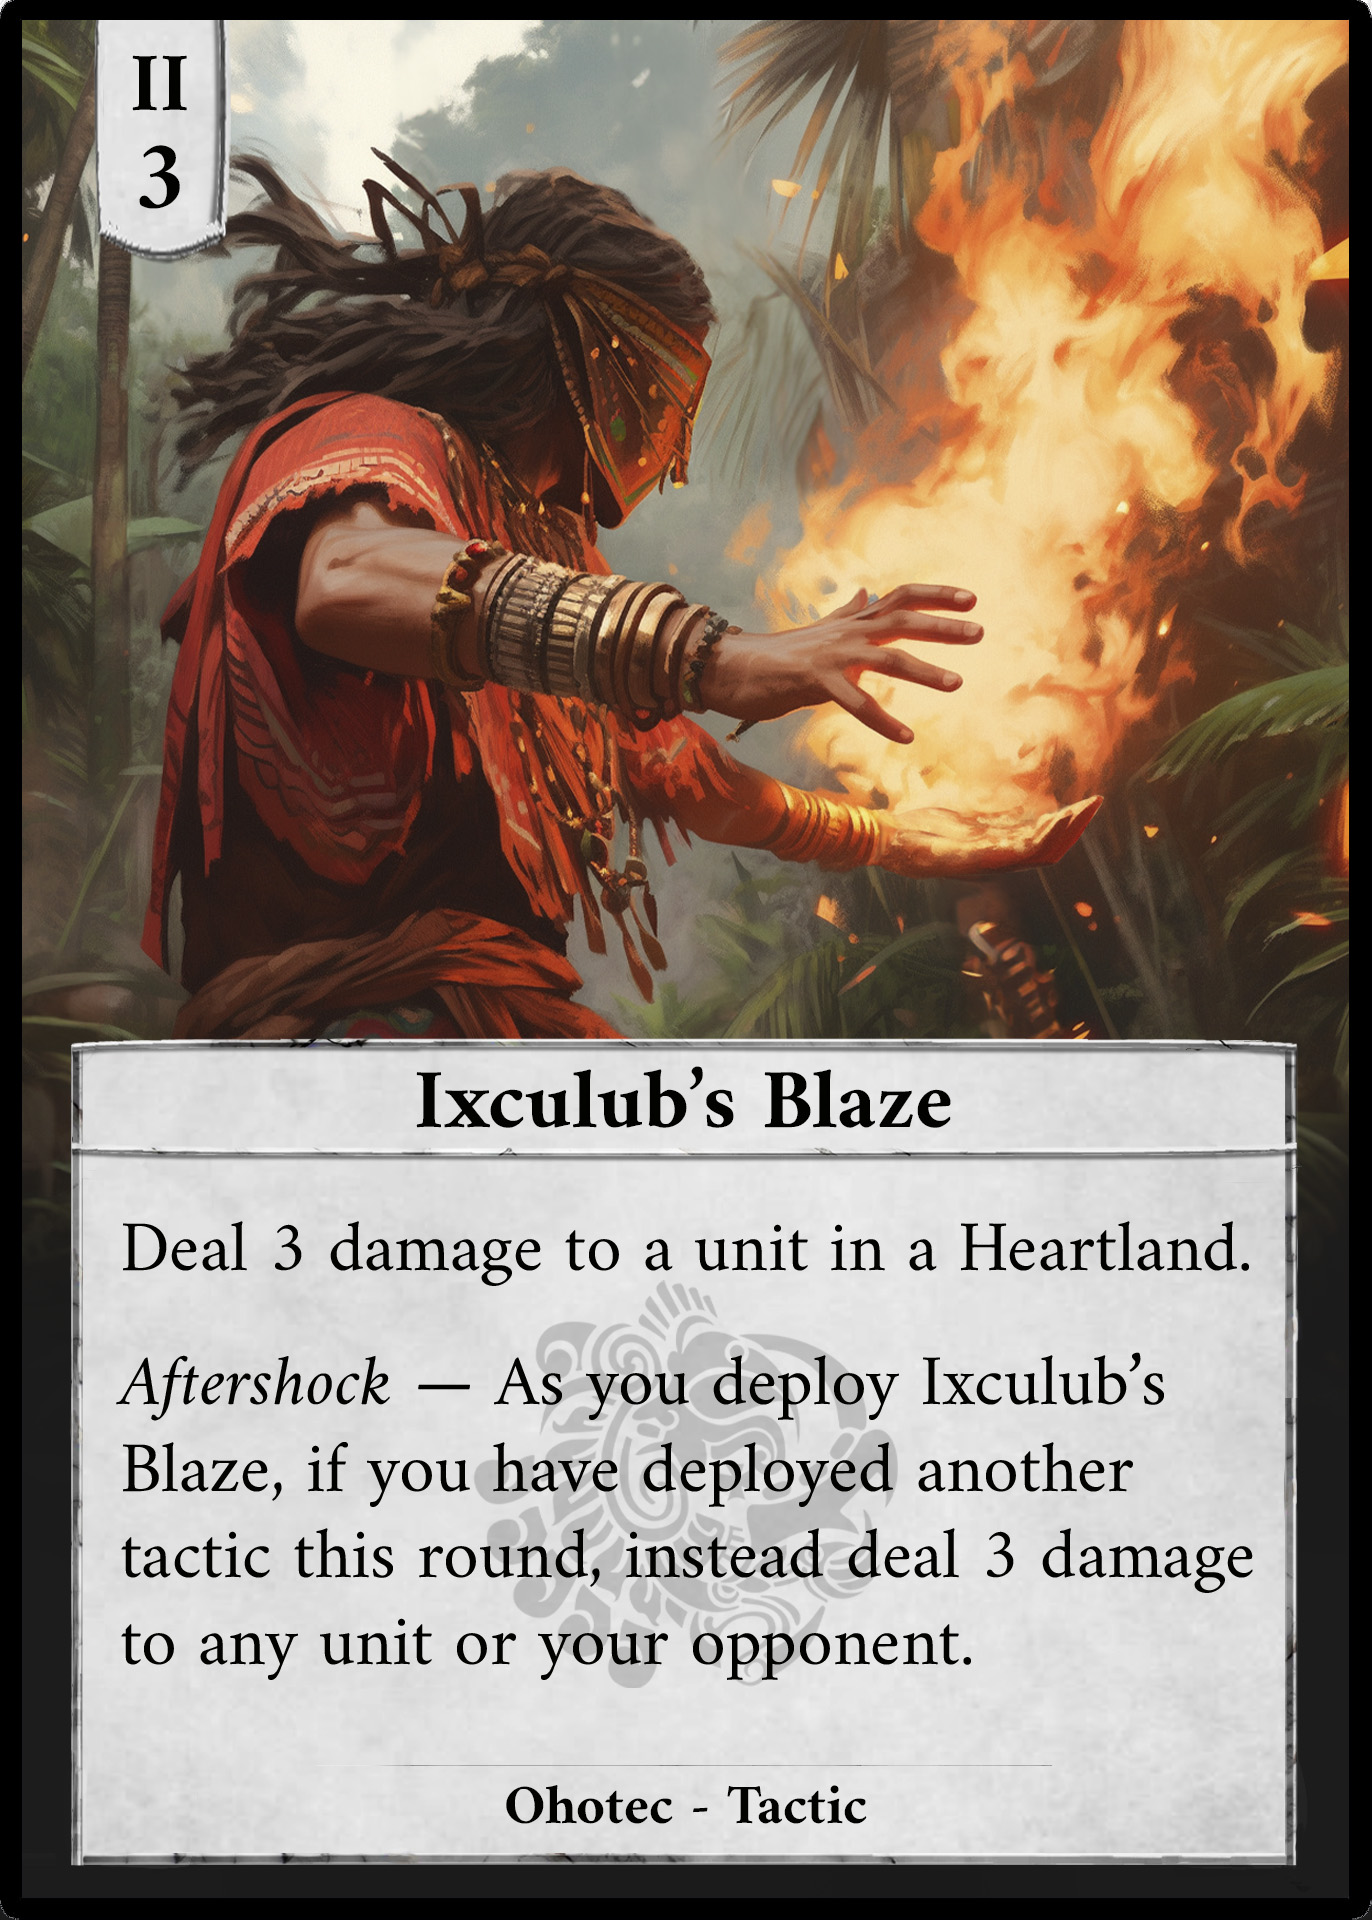 II
3
Ixculub’s Blaze
Deal 3 damage to a unit in a Heartland.
Aftershock — As you deploy Ixculub’s
Blaze, if you have deployed another
tactic this round, instead deal 3 damage
to any unit or your opponent.
Ohotec - Tactic